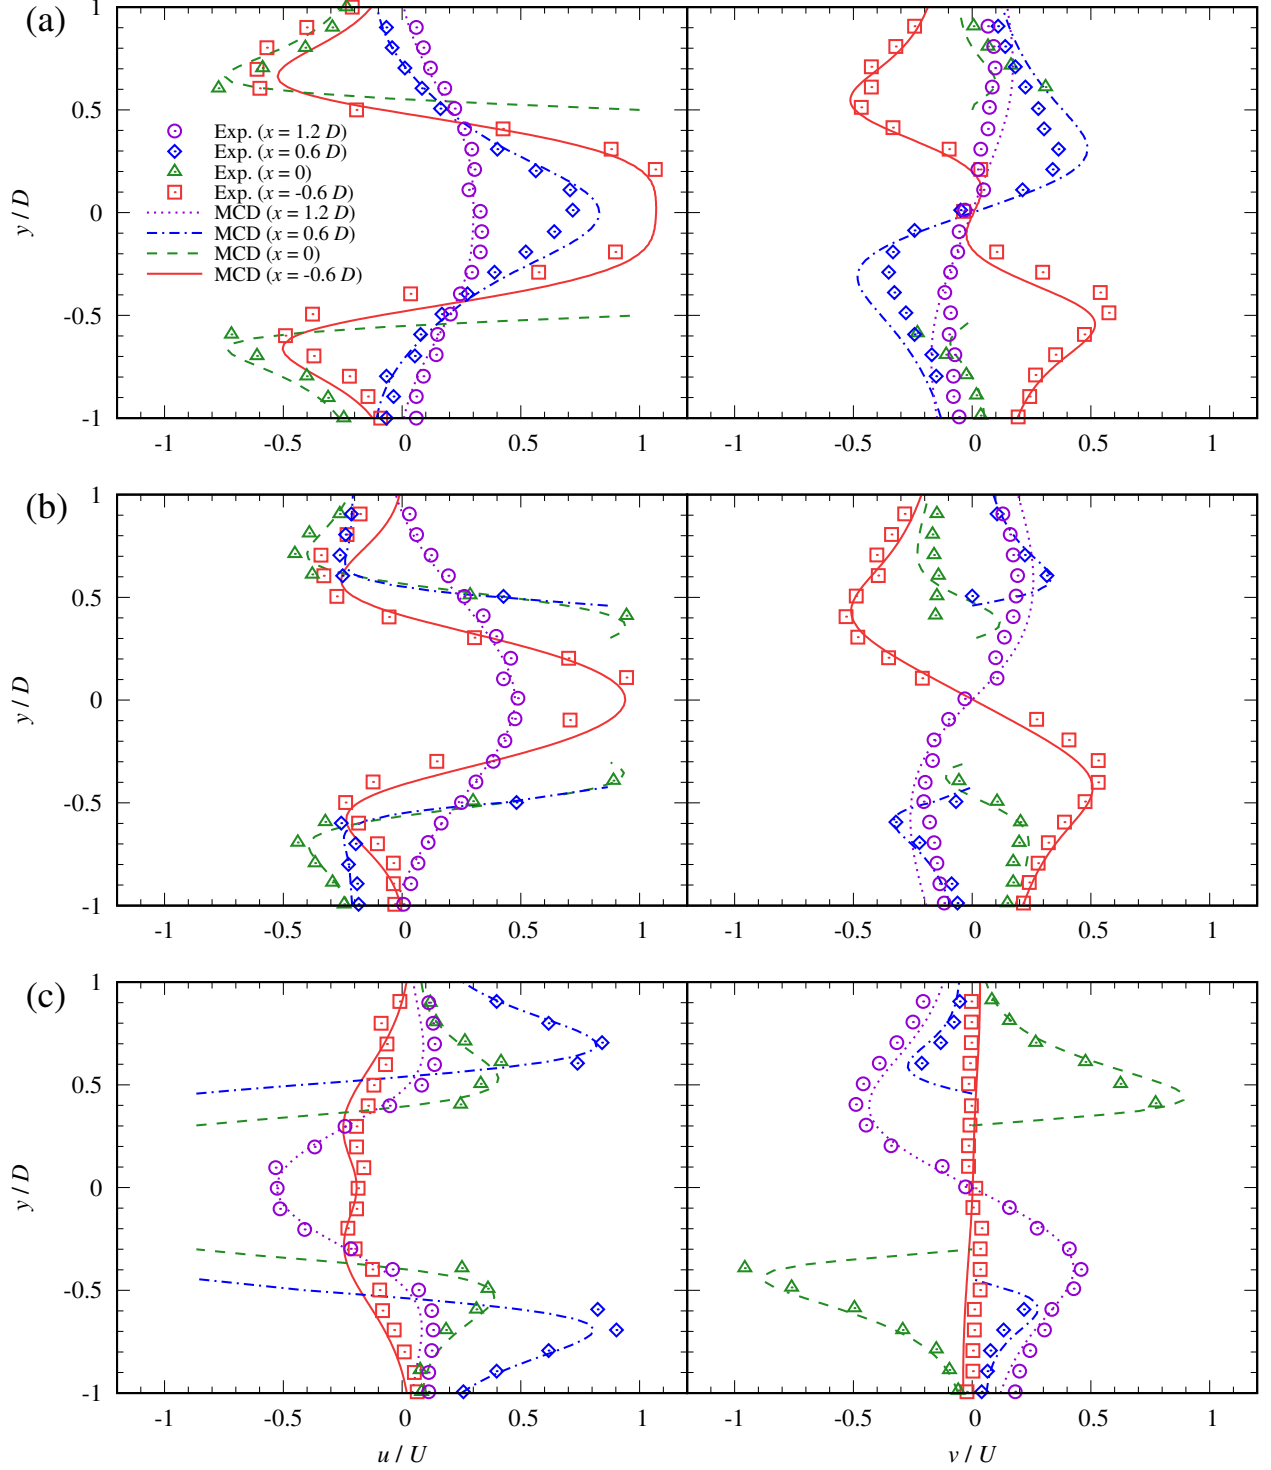 (a)
1
0.5
0
-0.5
-1
y / D
Exp. (x = 1.2 D)
Exp. (x = 0.6 D)
Exp. (x = 0)
Exp. (x = -0.6 D)
MCD (x = 1.2 D)
MCD (x = 0.6 D)
MCD (x = 0)
MCD (x = -0.6 D)
-1 -0.5 0 0.5 1 -1 -0.5 0 0.5 1
(b)
1
0.5
0
-0.5
-1
y / D
-1 -0.5 0 0.5 1 -1 -0.5 0 0.5 1
(c)
1
0.5
0
-0.5
-1
y / D
-1 -0.5 0 0.5 1 -1 -0.5 0 0.5 1
u / U v / U